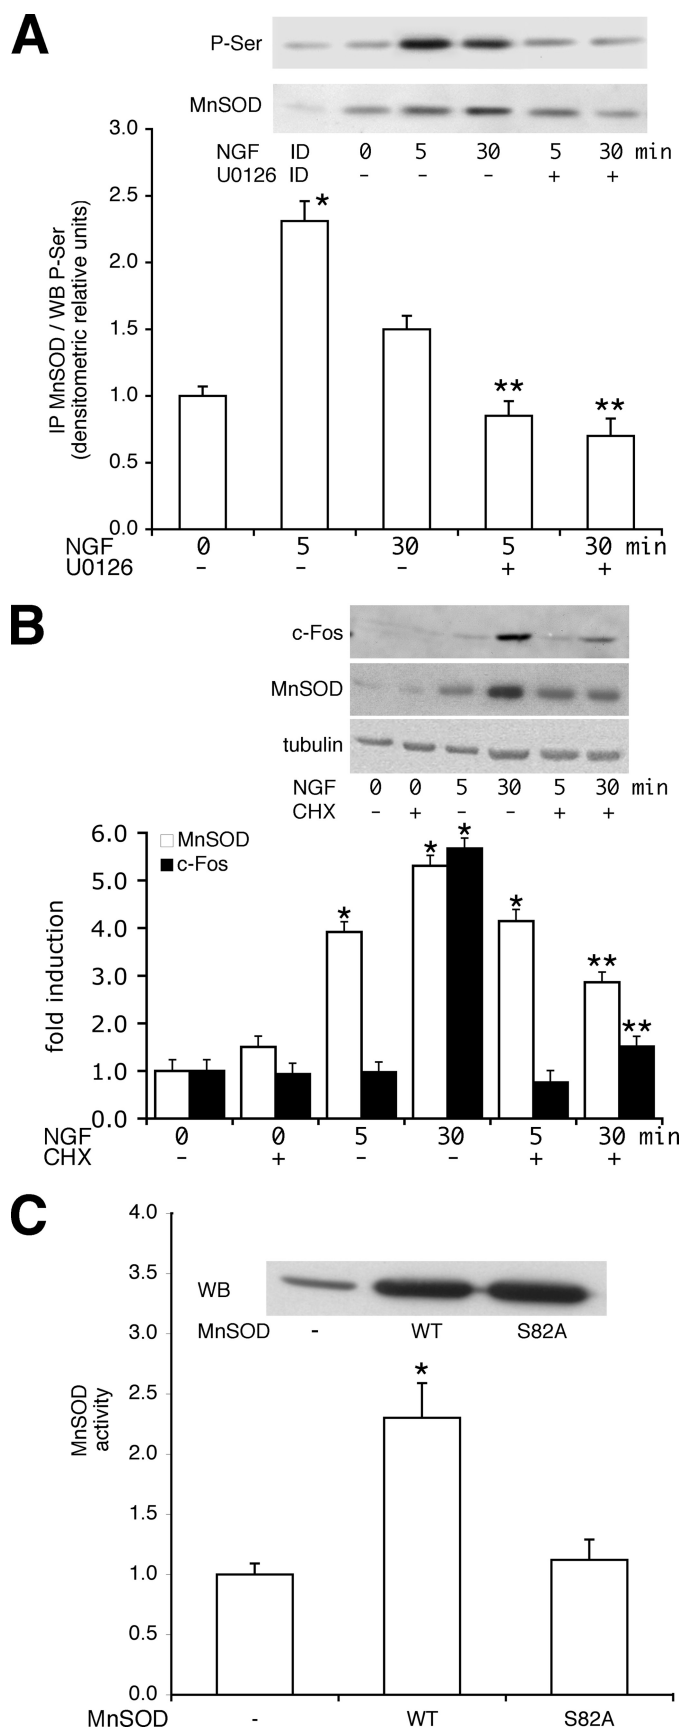 A
P-Ser
MnSOD
NGF ID 0 5 30 5 30 min
U0126 ID - - - + +
3.0
2.5
2.0
1.5
1.0
0.5
0.0
IP MnSOD / WB P-Ser
(densitometric relative units)
*
**
**
NGF 0 5 30 5 30 min
U0126 - - - + +
B
c-Fos
MnSOD
tubulin
NGF 0 0 5 30 5 30 min
CHX - + - - + +
MnSOD
c-Fos
6.0
5.0
4.0
3.0
2.0
1.0
0.0
fold induction
*
*
*
*
**
**
NGF 0 0 5 30 5 30 min
CHX - + - - + +
C
4.0
3.5
3.0
2.5
2.0
1.5
1.0
0.5
0.0
MnSOD
activity
WB
MnSOD - WT S82A
*
MnSOD - WT S82A